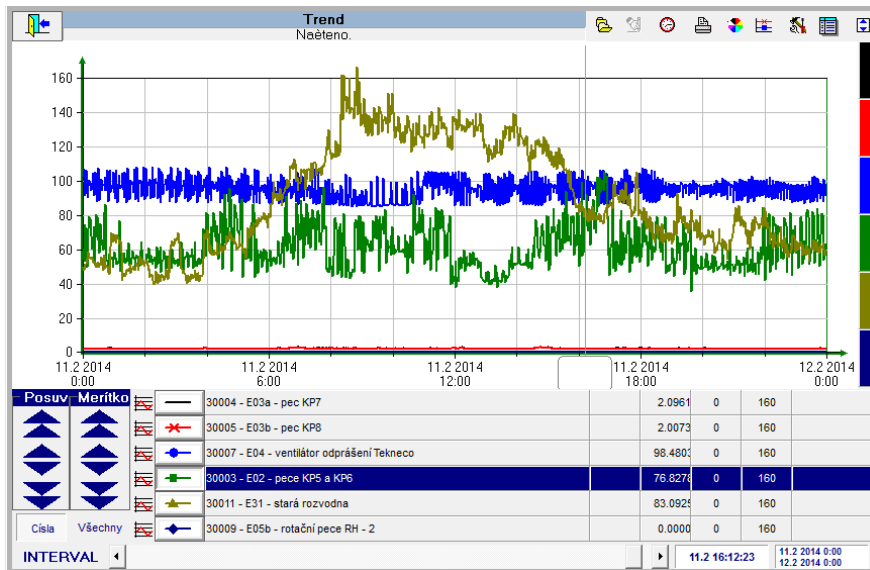 Trend
Naèteno.
160
140
120
100
80
60
40
20
0
11.2 2014 11.2 2014 11.2 2014 11.2 2014 12.2 2014
0:00 6:00 12:00 18:00 0:00
Posuv Merítko
30004 - E03a - pec KP7 2.0961 0 160
30005 - E03b - pec KP8 2.0073 0 160
30007 - E04 - ventilátor odprášení Tekneco 98.4803 0 160
30003 - E02 - pece KP5 a KP6 76.8278 0 160
30011 - E31 - stará rozvodna 83.0925 0 160
30009 - E05b - rotační pece RH - 2 0.0000 0 160
Císla Všechny
INTERVAL 11.2 16:12:23 11.2 2014 0:00
12.2 2014 0:00